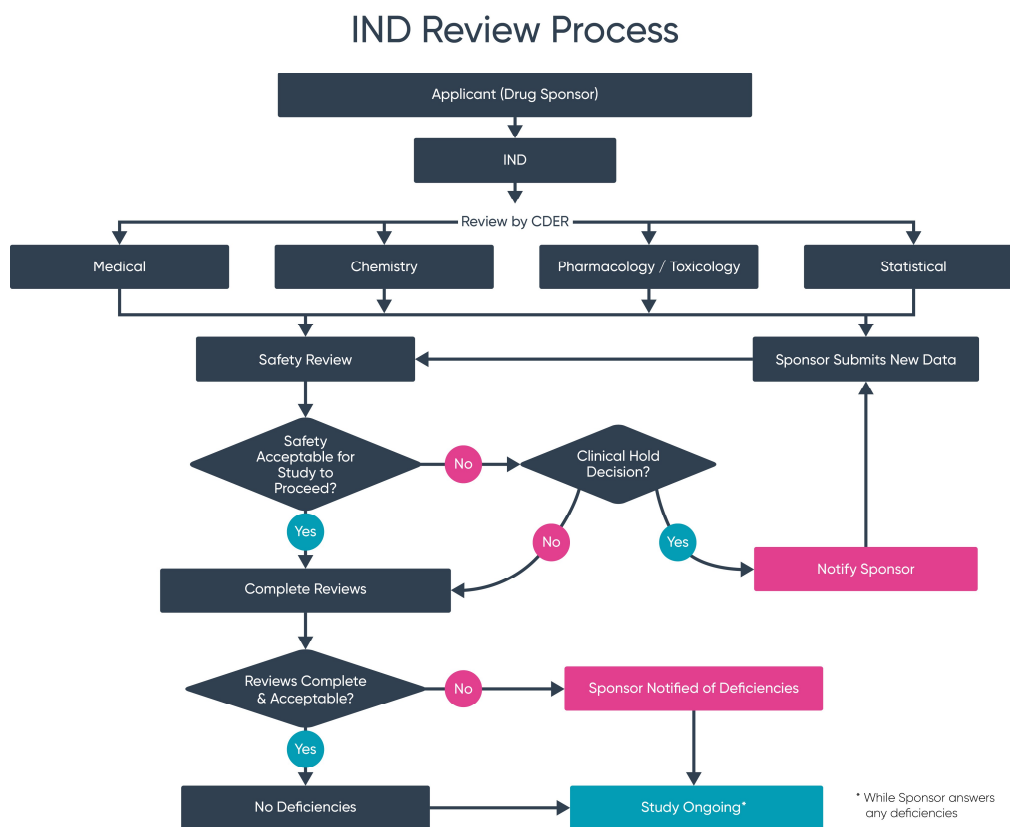 IND Review Process
Applicant (Drug Sponsor)
IND
Review by CDER
Medical
Chemistry
Pharmacology / Toxicology
Statistical
Safety Review
Sponsor Submits New Data
Safety
Acceptable for
Study to
Proceed?
No
Clinical Hold
Decision?
Yes
No
Yes
Notify Sponsor
Complete Reviews
Reviews Complete
& Acceptable?
No
Sponsor Notified of Deficiencies
Yes
No Deficiencies
Study Ongoing*
* While Sponsor answers
any deficiencies